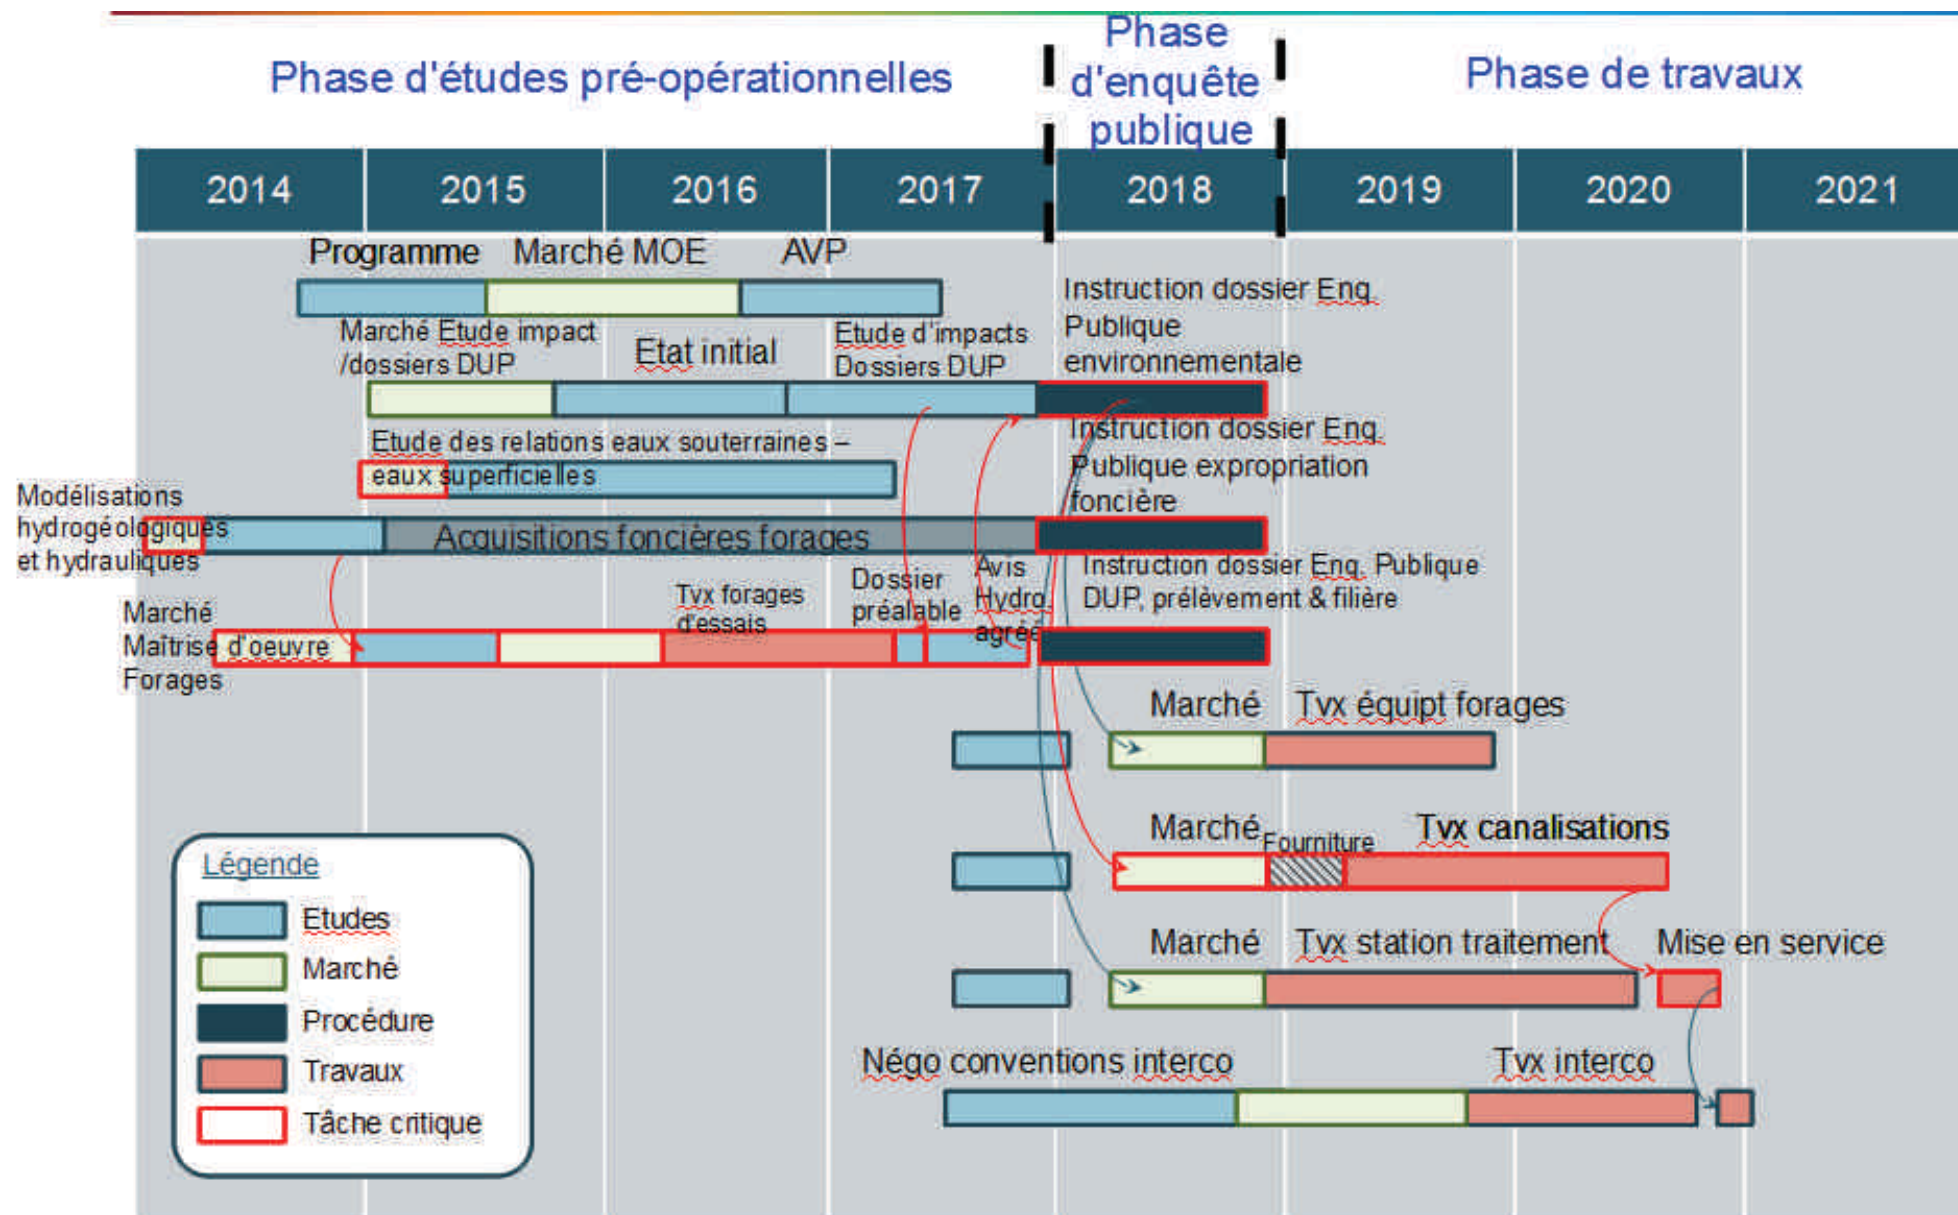 Phase d'études pré-opérationnelles
Phase
d'enquête
publique
Phase de travaux
2014
2015
2016
2017
2018
2019
2020
2021
Programme
Marché MOE
AVP
Marché Etude impact
/dossiers DUP
Etat initial
Etude d'impacts
Dossiers DUP
Instruction dossier Enq.
Publique
environnementale
Etude des relations eaux souterraines –
eaux superficielles
Instruction dossier Enq.
Publique expropriation
foncière
Modélisations
hydrogéologiques
et hydrauliques
Acquisitions foncières forages
Marché
Maîtrise d'oeuvre
Forages
Tvx forages
d'essais
Dossier
préalable
Avis
Hydro.
agréé
Instruction dossier Enq. Publique
DUP, prélèvement & filière
Marché
Tvx équipt forages
Marché
Fourniture
Tvx canalisations
Marché
Tvx station traitement
Mise en service
Négo conventions interco
Tvx interco
Légende
Etudes
Marché
Procédure
Travaux
Tâche critique